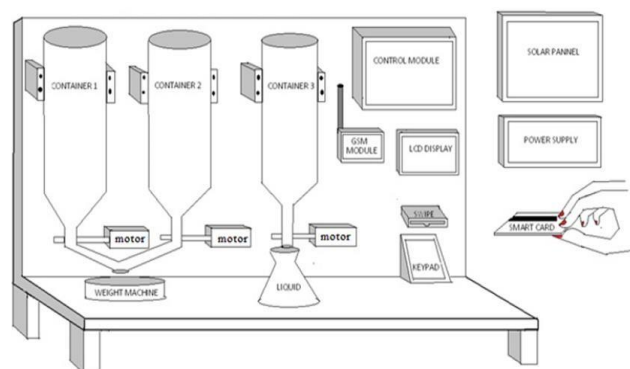 CONTAINER 1
CONTAINER 2
CONTAINER 3
CONTROL MODULE
SOLAR PANNEL
GSM
MODULE
LCD DISPLAY
POWER SUPPLY
SWIPE
SMART CARD
motor
motor
motor
KEYPAD
WEIGHT MACHINE
LIQUID